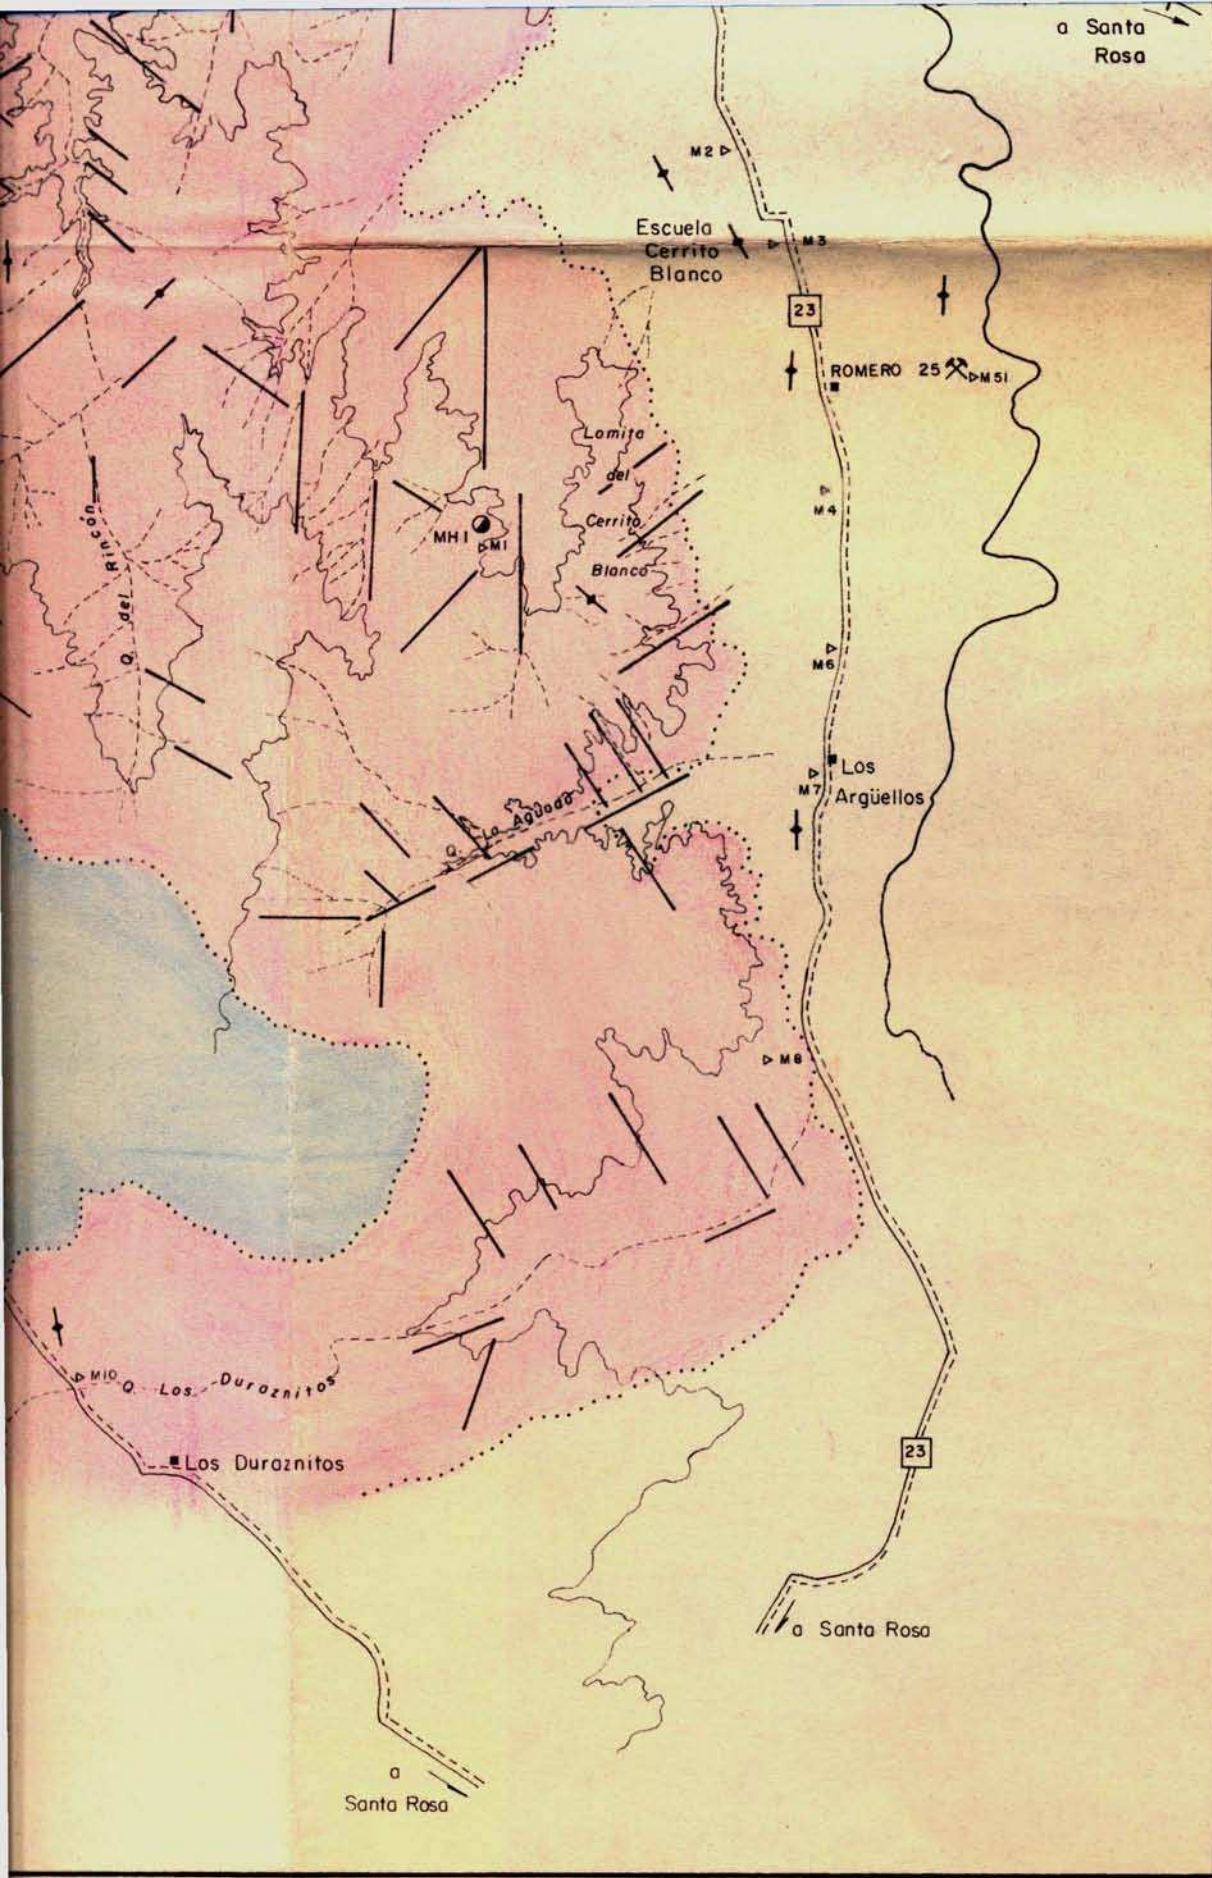 a Santa
Rosa
M2
Escuela
Cerrito
Blanco
M3
23
ROMERO 25
M51
Lomita
del
Cerrito
Blanco
M4
MH1
M1
Q. del Rincón
M6
Los
Argüellos
M7
Q. La Aguada
M8
M10
Q. Los Duraznitos
Los Duraznitos
23
a Santa Rosa
a
Santa Rosa